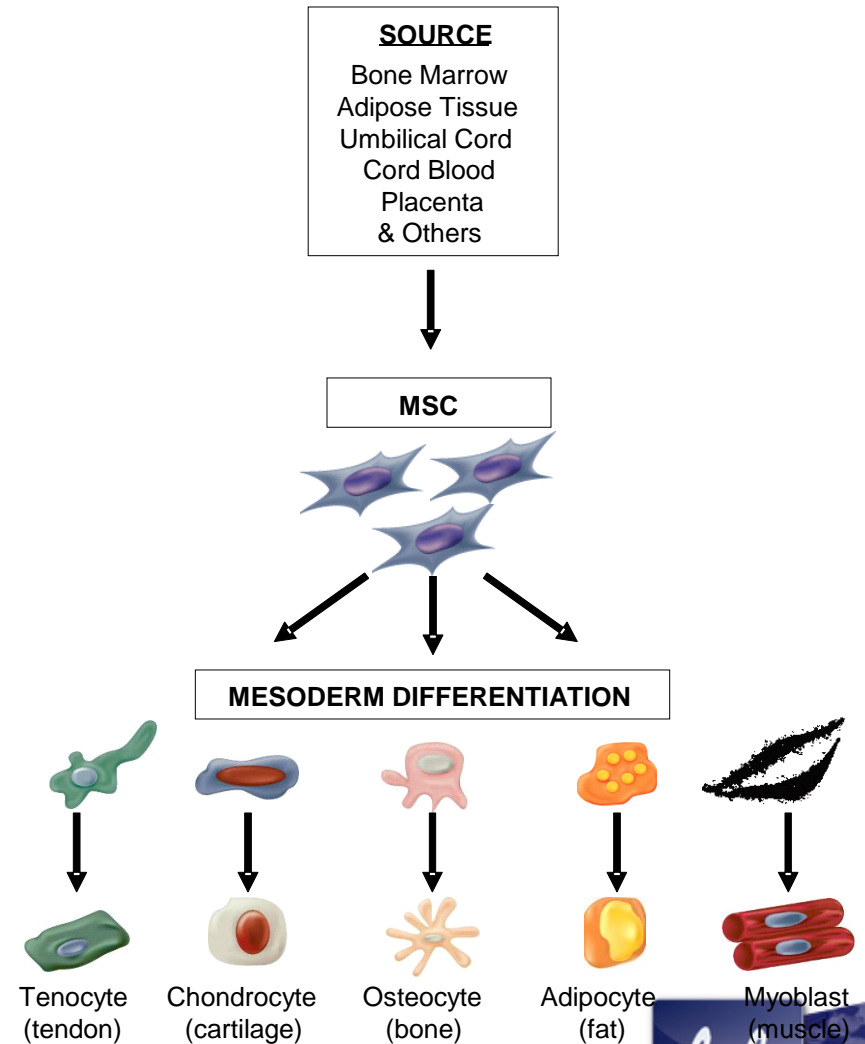 SOURCE
Bone Marrow
Adipose Tissue
Umbilical Cord
Cord Blood
Placenta
& Others
MSC
MESODERM DIFFERENTIATION
Tenocyte
(tendon)
Chondrocyte
(cartilage)
Osteocyte
(bone)
Adipocyte
(fat)
Myoblast
(muscle)